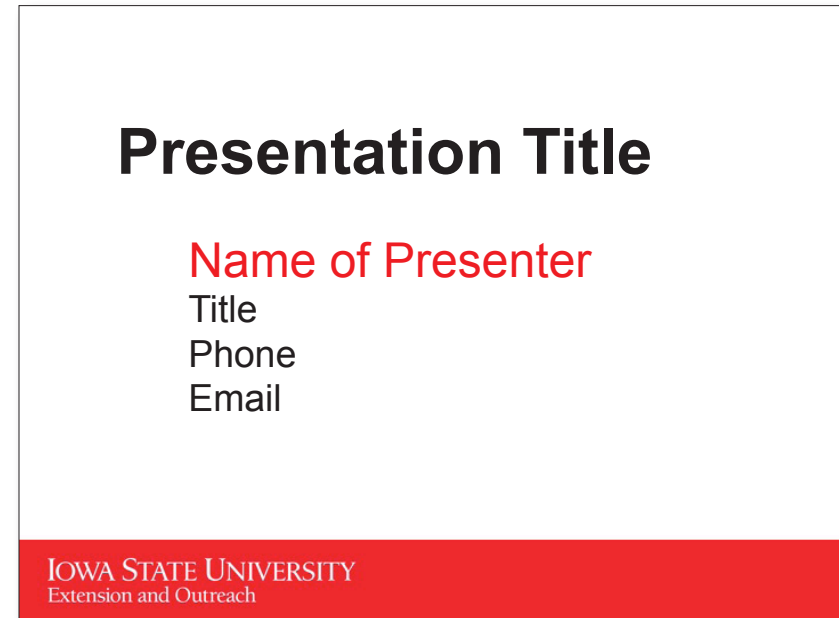 Presentation Title
Name of Presenter
Title
Phone
Email
IOWA STATE UNIVERSITY
Extension and Outreach